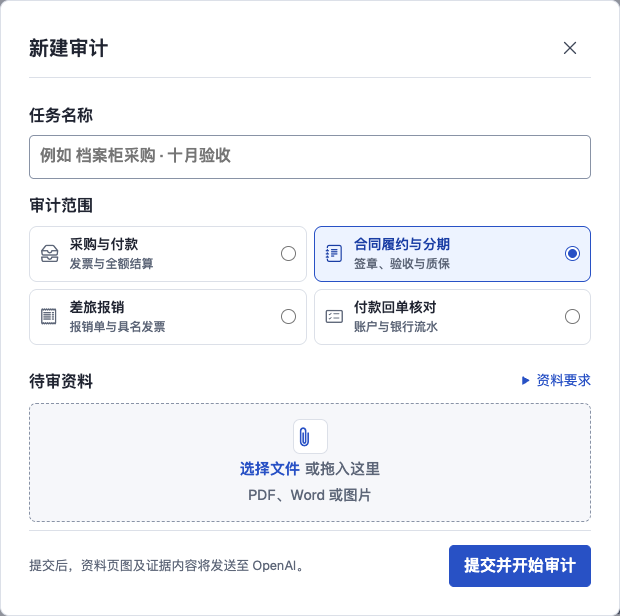 新建审计
任务名称
例如 档案柜采购 · 十月验收
审计范围
采购与付款
发票与全额结算
合同履约与分期
签章、验收与质保
差旅报销
报销单与具名发票
付款回单核对
账户与银行流水
待审资料
资料要求
选择文件 或拖入这里
PDF、Word 或图片
提交后，资料页图及证据内容将发送至 OpenAI。
提交并开始审计